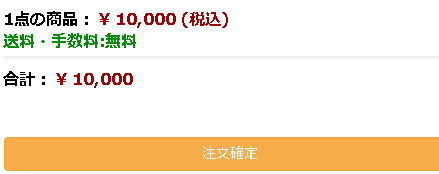 1点の商品： ¥ 10,000 (税込)
送料・手数料:無料
合計： ¥ 10,000
注文確定